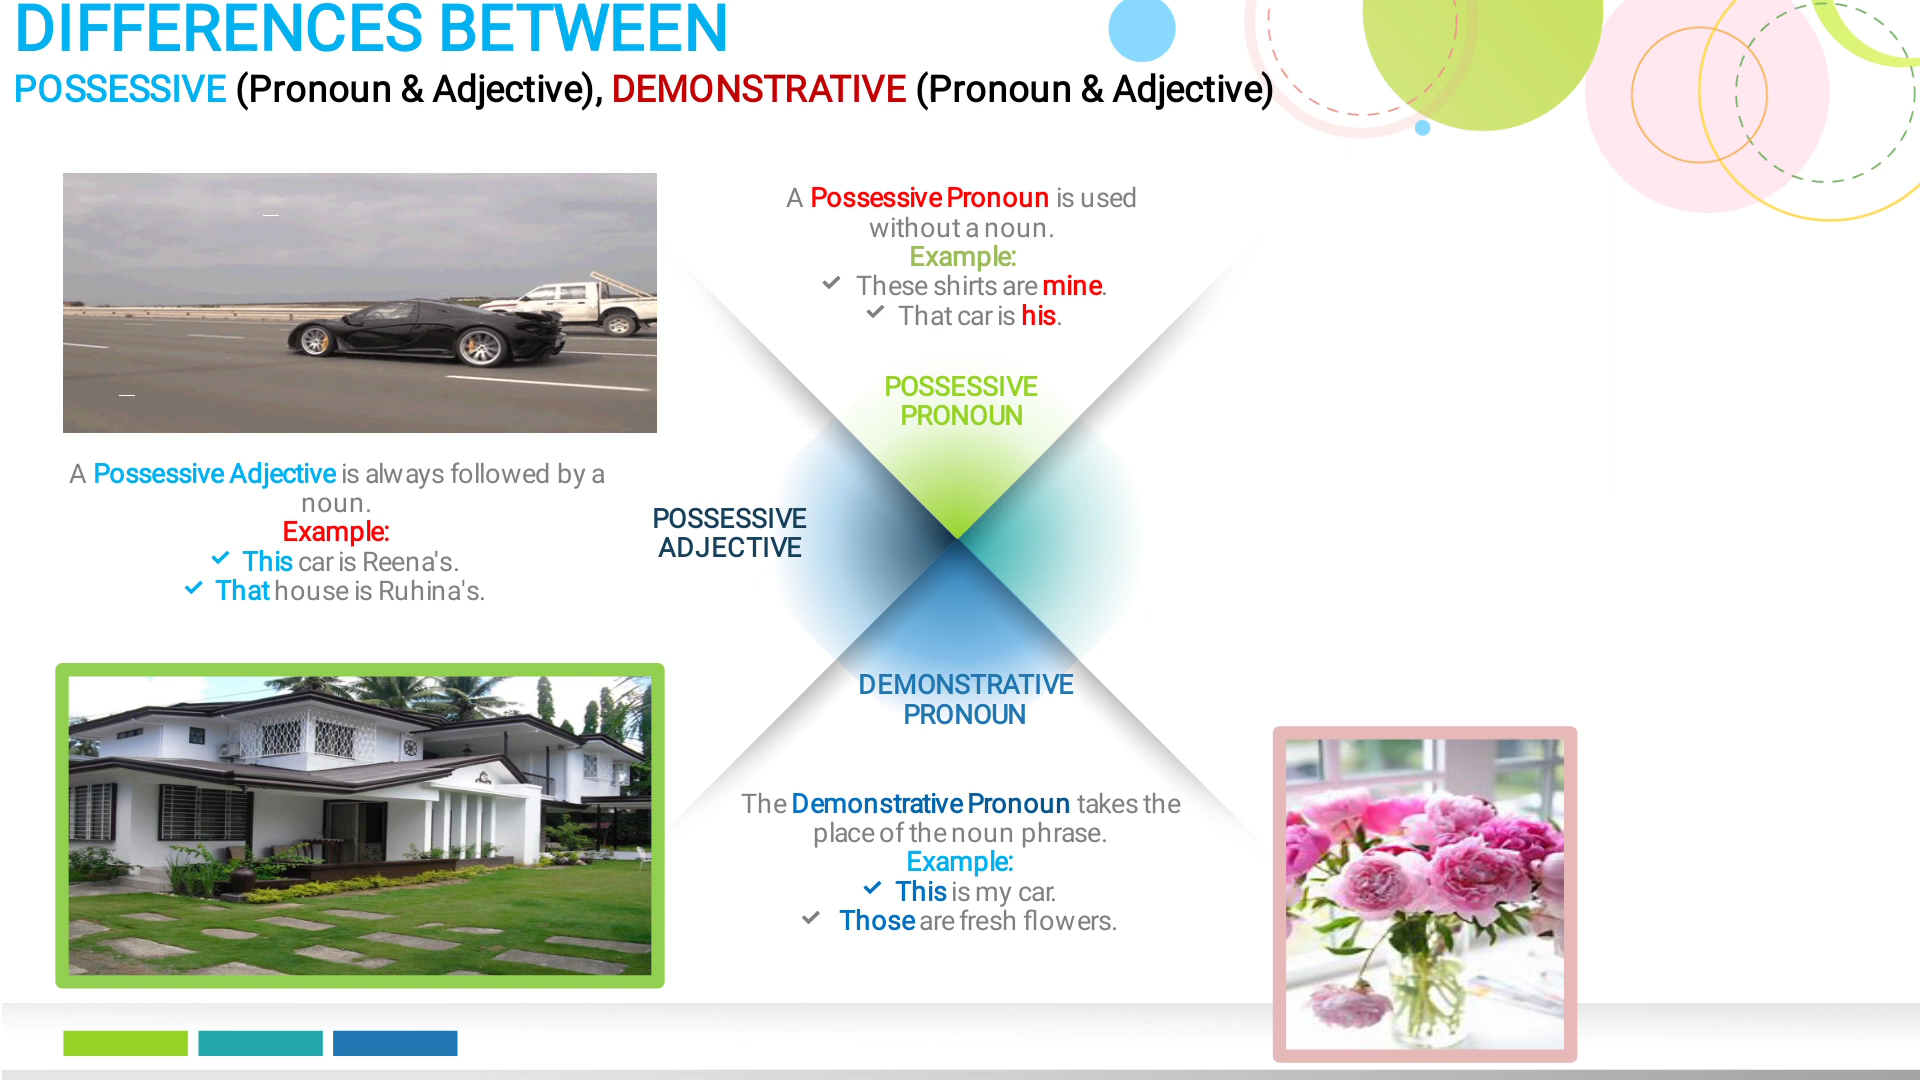 DIFFERENCES BETWEEN
POSSESSIVE (Pronoun & Adjective), DEMONSTRATIVE (Pronoun & Adjective)
A Possessive Pronoun is used
without a noun.
Example:
These shirts are mine.
That car is his.
POSSESSIVE
PRONOUN
A Possessive Adjective is always followed by a
noun.
Example:
This car is Reena's.
That house is Ruhina's.
POSSESSIVE
ADJECTIVE
DEMONSTRATIVE
PRONOUN
The Demonstrative Pronoun takes the
place of the noun phrase.
Example:
This is my car.
Those are fresh flowers.